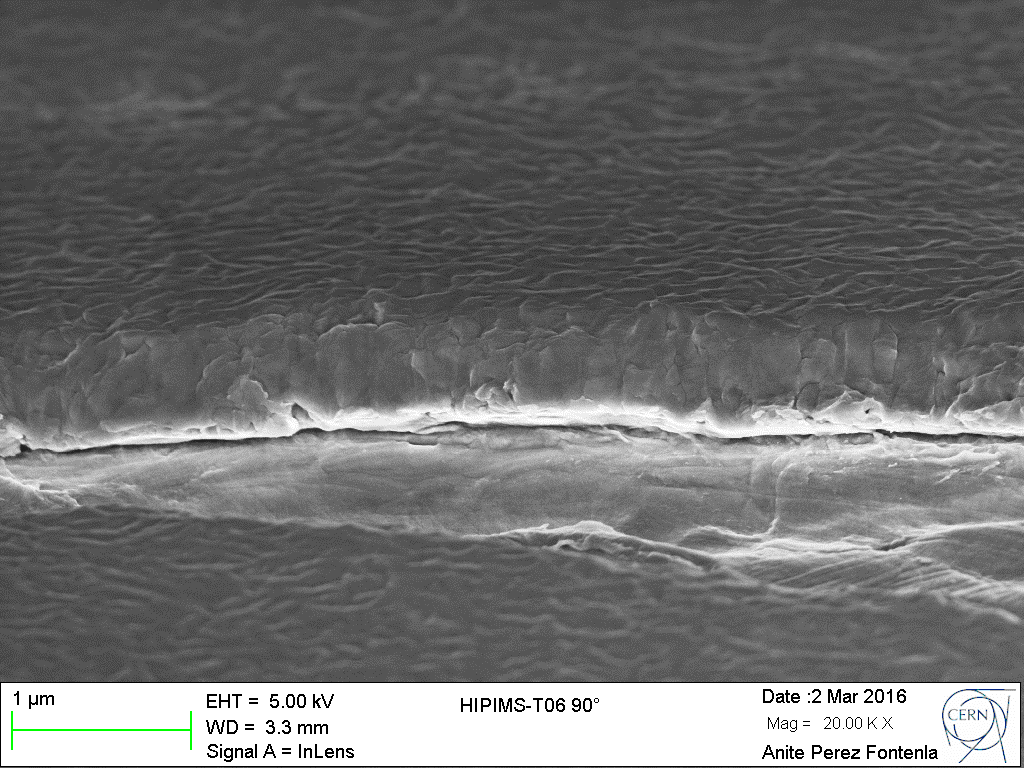 1 µm
EHT = 5.00 kV
WD = 3.3 mm
Signal A = InLens
HIPIMS-T06 90°
Date :2 Mar 2016
Mag = 20.00 K X
Anite Perez Fontenla
CERN